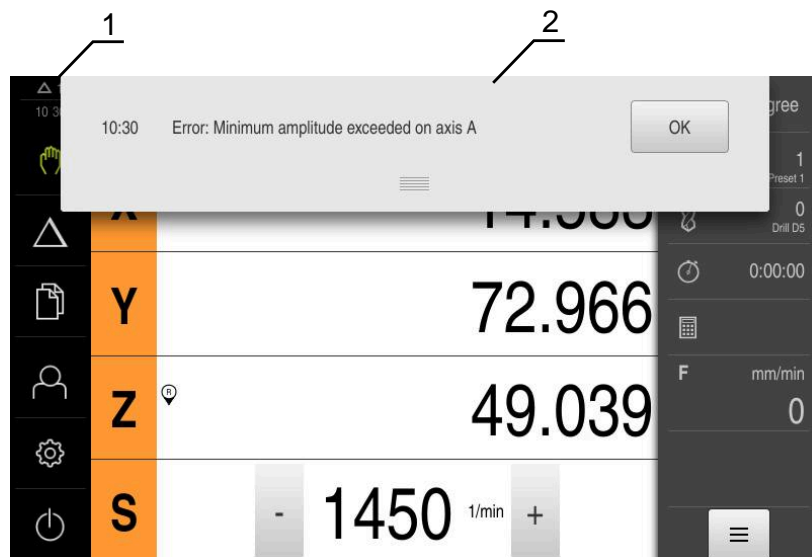 1
2
10:30 Error: Minimum amplitude exceeded on axis A OK
Preset 1
1
0
Drill D5
Y 72.966
0:00:00
Z R 49.039
F mm/min
0
S - 1450 1/min +